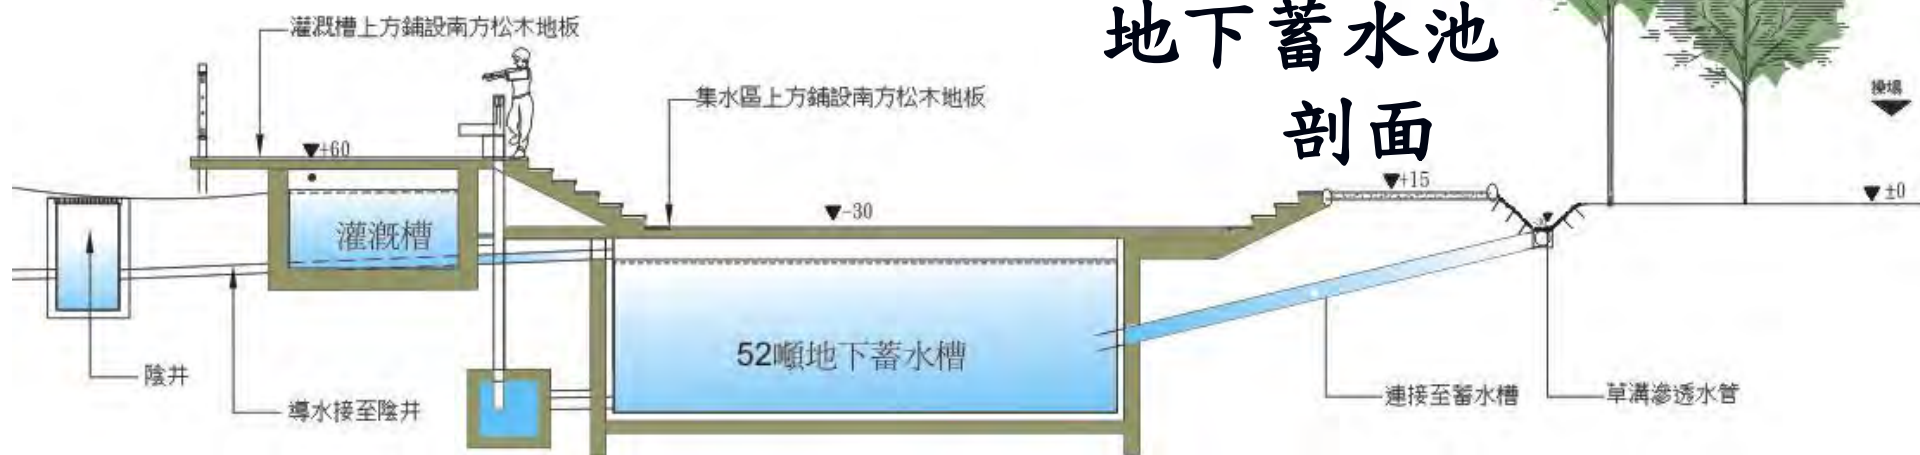 地下蓄水池
剖面
灌溉槽上方鋪設南方松木地板
集水區上方鋪設南方松木地板
操場
+60
-30
+15
±0
灌溉槽
52噸地下蓄水槽
陰井
導水接至陰井
連接至蓄水槽
草溝滲透水管